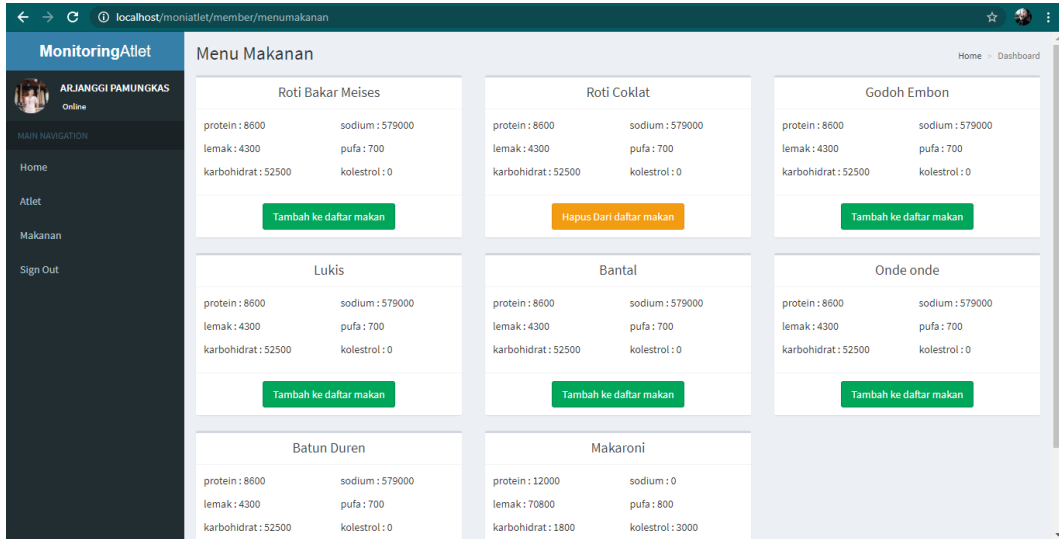 localhost/moniatlet/member/menumakanan
MonitoringAtlet
ARJANGGI PAMUNGKAS
Online
MAIN NAVIGATION
Home
Atlet
Makanan
Sign Out
Menu Makanan
Home > Dashboard
Roti Bakar Meises
protein : 8600 sodium : 579000
lemak : 4300 pufa : 700
karbohidrat : 52500 kolestrol : 0
Tambah ke daftar makan
Roti Coklat
protein : 8600 sodium : 579000
lemak : 4300 pufa : 700
karbohidrat : 52500 kolestrol : 0
Hapus Dari daftar makan
Godoh Embon
protein : 8600 sodium : 579000
lemak : 4300 pufa : 700
karbohidrat : 52500 kolestrol : 0
Tambah ke daftar makan
Lukis
protein : 8600 sodium : 579000
lemak : 4300 pufa : 700
karbohidrat : 52500 kolestrol : 0
Tambah ke daftar makan
Bantal
protein : 8600 sodium : 579000
lemak : 4300 pufa : 700
karbohidrat : 52500 kolestrol : 0
Tambah ke daftar makan
Onde onde
protein : 8600 sodium : 579000
lemak : 4300 pufa : 700
karbohidrat : 52500 kolestrol : 0
Tambah ke daftar makan
Batun Duren
protein : 8600 sodium : 579000
lemak : 4300 pufa : 700
karbohidrat : 52500 kolestrol : 0
Makaroni
protein : 12000 sodium : 0
lemak : 70800 pufa : 800
karbohidrat : 1800 kolestrol : 3000